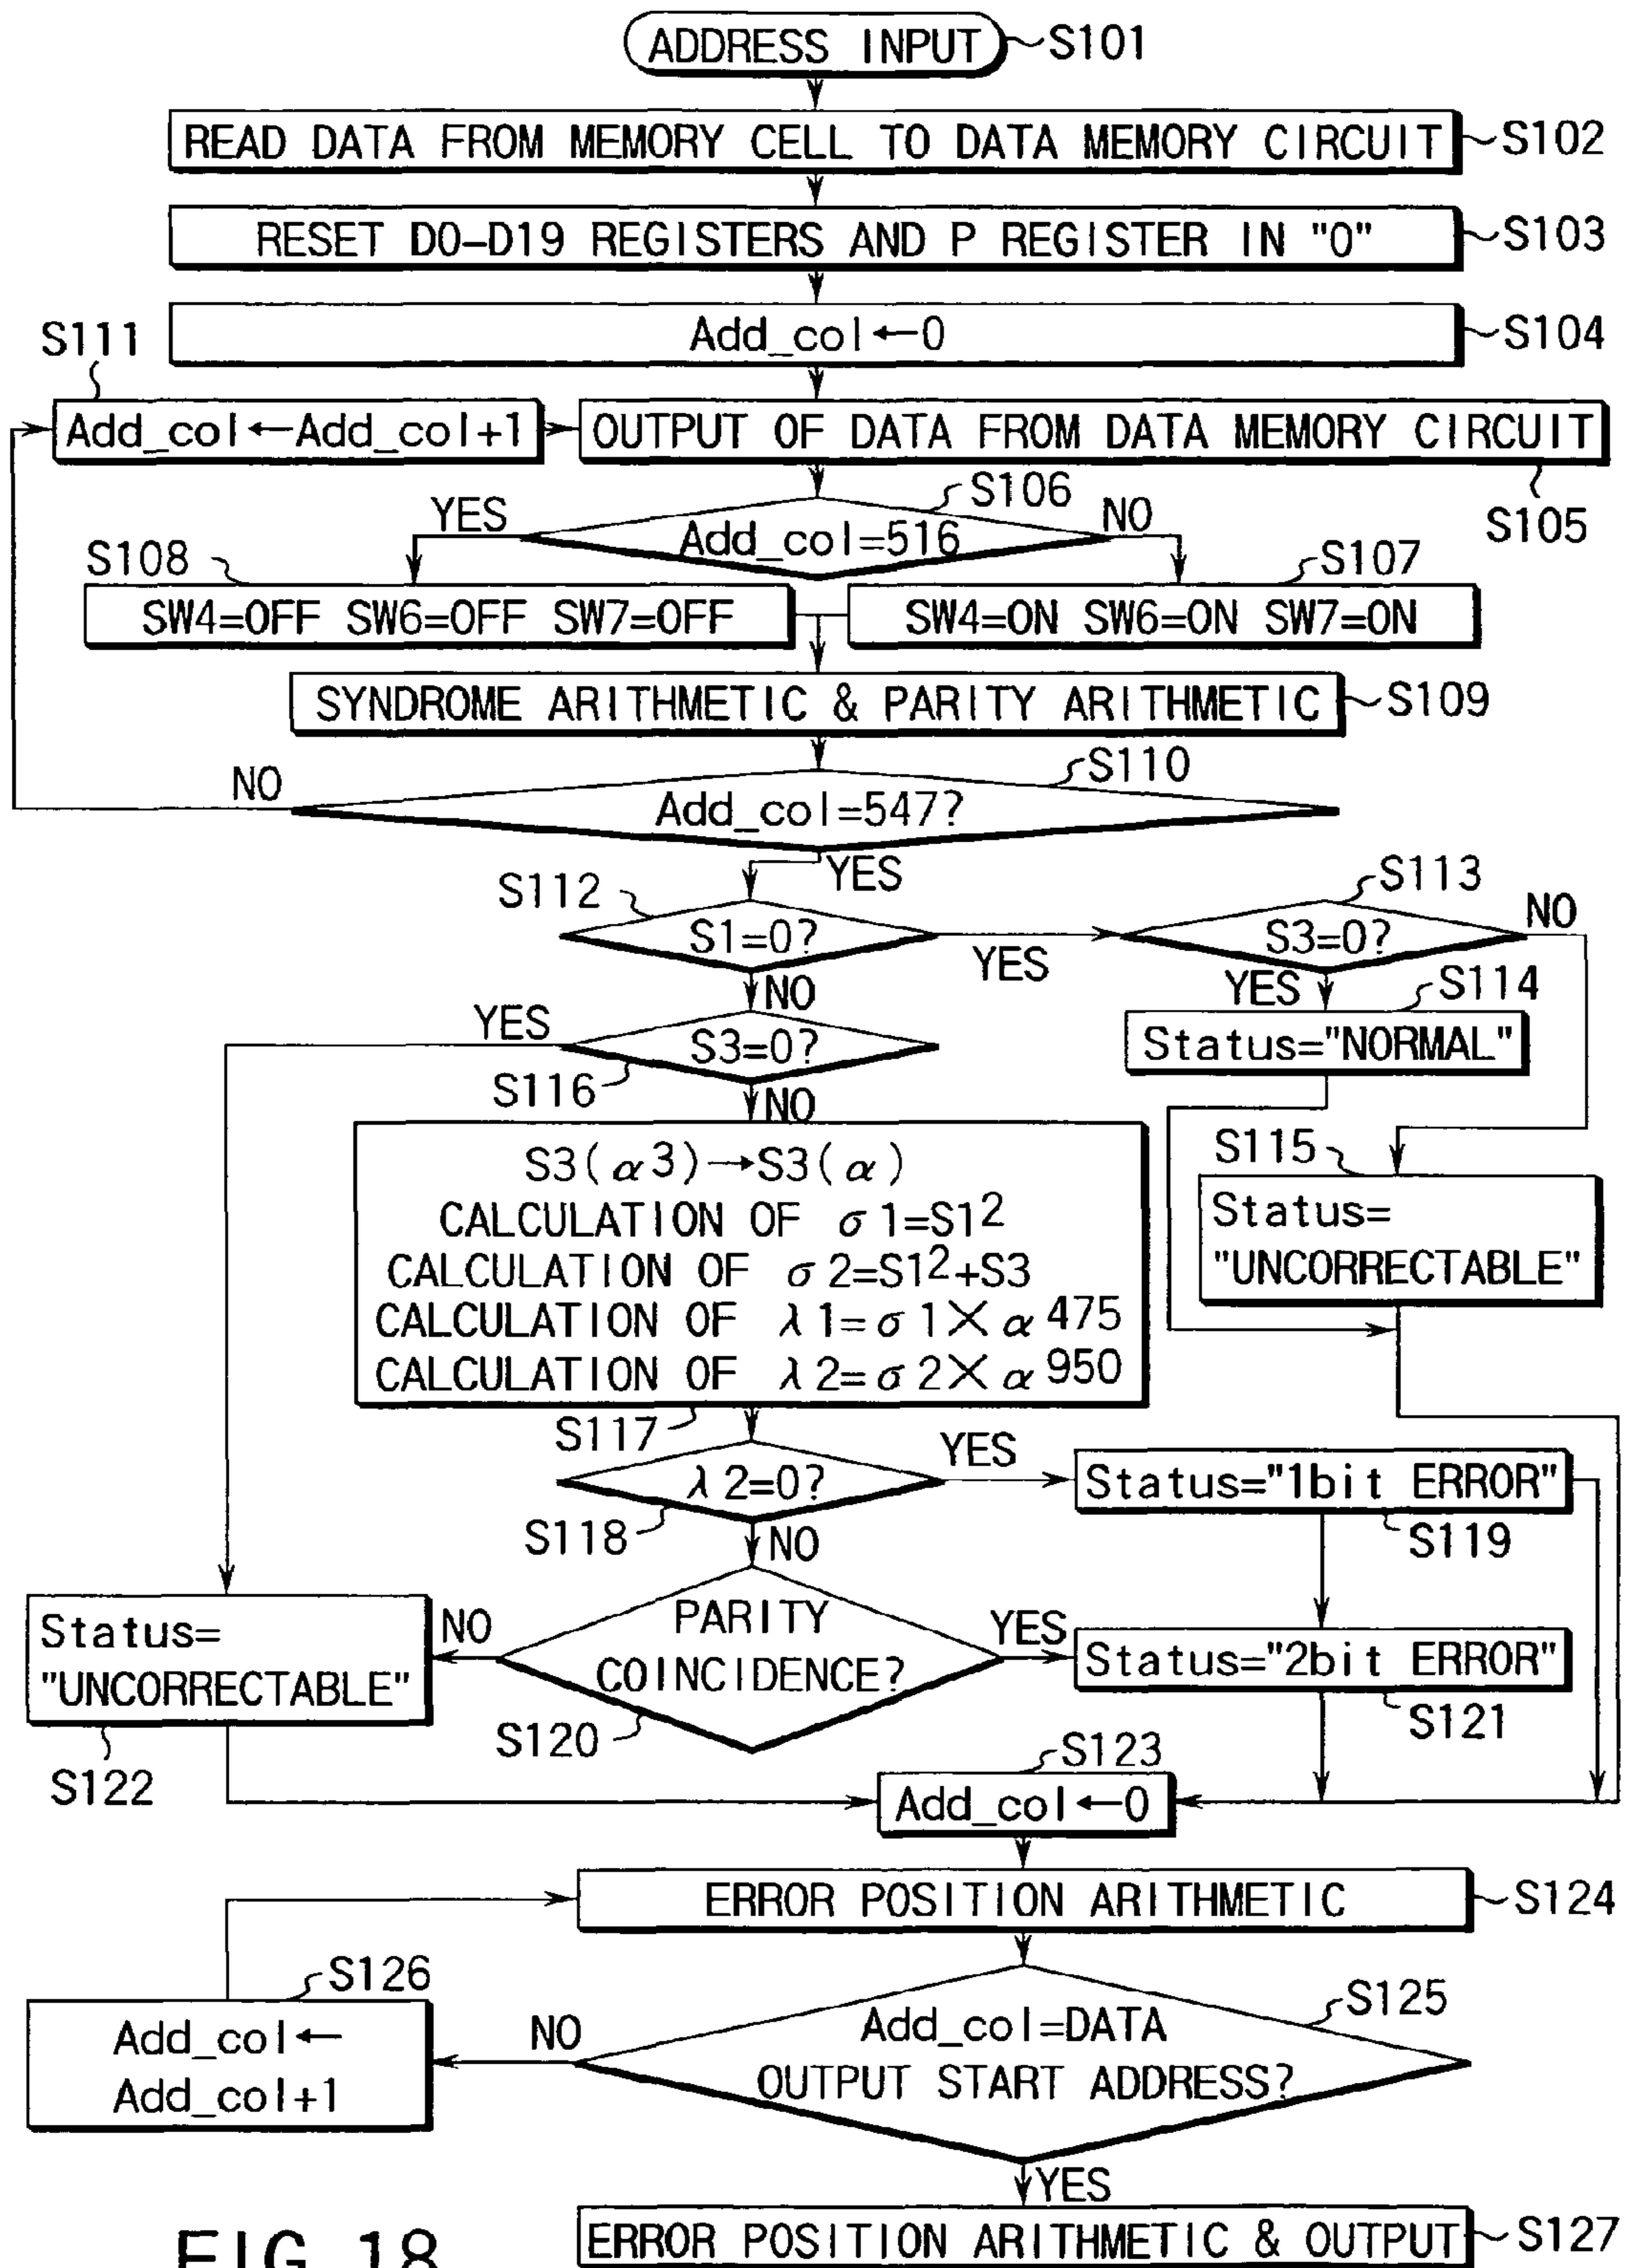 ADDRESS INPUT S101
READ DATA FROM MEMORY CELL TO DATA MEMORY CIRCUIT S102
RESET D0-D19 REGISTERS AND P REGISTER IN "0" S103
Add_col←0 S104
S111
Add_col←Add_col+1
OUTPUT OF DATA FROM DATA MEMORY CIRCUIT
S105
S106
YES
Add_col=516
NO
S108
SW4=OFF SW6=OFF SW7=OFF
S107
SW4=ON SW6=ON SW7=ON
SYNDROME ARITHMETIC & PARITY ARITHMETIC S109
S110
NO
Add_col=547?
YES
S112
S1=0?
YES
S113
S3=0?
NO
NO
YES
S114
Status="NORMAL"
YES
S3=0?
S116
NO
S115
Status=
"UNCORRECTABLE"
S3(α3)→S3(α)
CALCULATION OF σ1=S1²
CALCULATION OF σ2=S1²+S3
CALCULATION OF λ1=σ1×α⁴⁷⁵
CALCULATION OF λ2=σ2×α⁹⁵⁰
S117
λ2=0?
YES
S118
NO
Status="1bit ERROR"
S119
PARITY
COINCIDENCE?
NO
YES
S120
Status="2bit ERROR"
S121
Status=
"UNCORRECTABLE"
S122
S123
Add_col←0
ERROR POSITION ARITHMETIC S124
S126
Add_col←
Add_col+1
NO
S125
Add_col=DATA
OUTPUT START ADDRESS?
YES
ERROR POSITION ARITHMETIC & OUTPUT S127
FIG.18